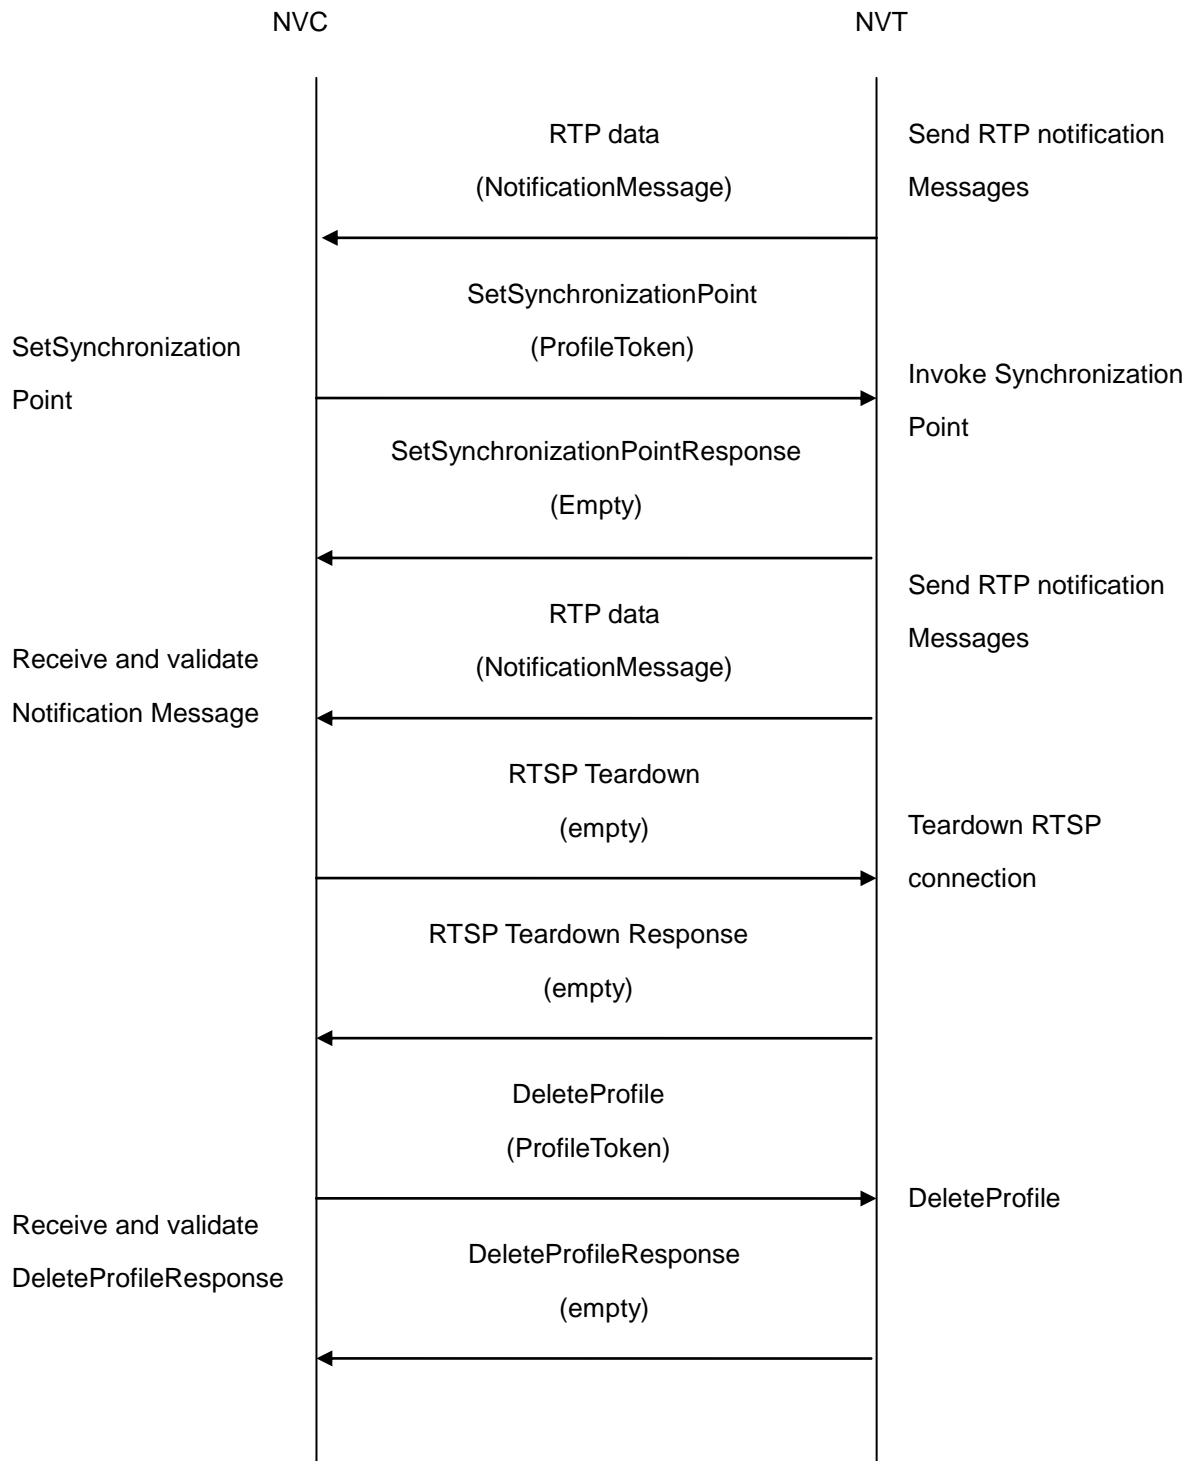 NVC
NVT
RTP data
(NotificationMessage)
Send RTP notification
Messages
SetSynchronizationPoint
(ProfileToken)
SetSynchronization
Point
Invoke Synchronization
Point
SetSynchronizationPointResponse
(Empty)
Send RTP notification
Messages
RTP data
(NotificationMessage)
Receive and validate
Notification Message
RTSP Teardown
(empty)
Teardown RTSP
connection
RTSP Teardown Response
(empty)
DeleteProfile
(ProfileToken)
DeleteProfile
Receive and validate
DeleteProfileResponse
DeleteProfileResponse
(empty)